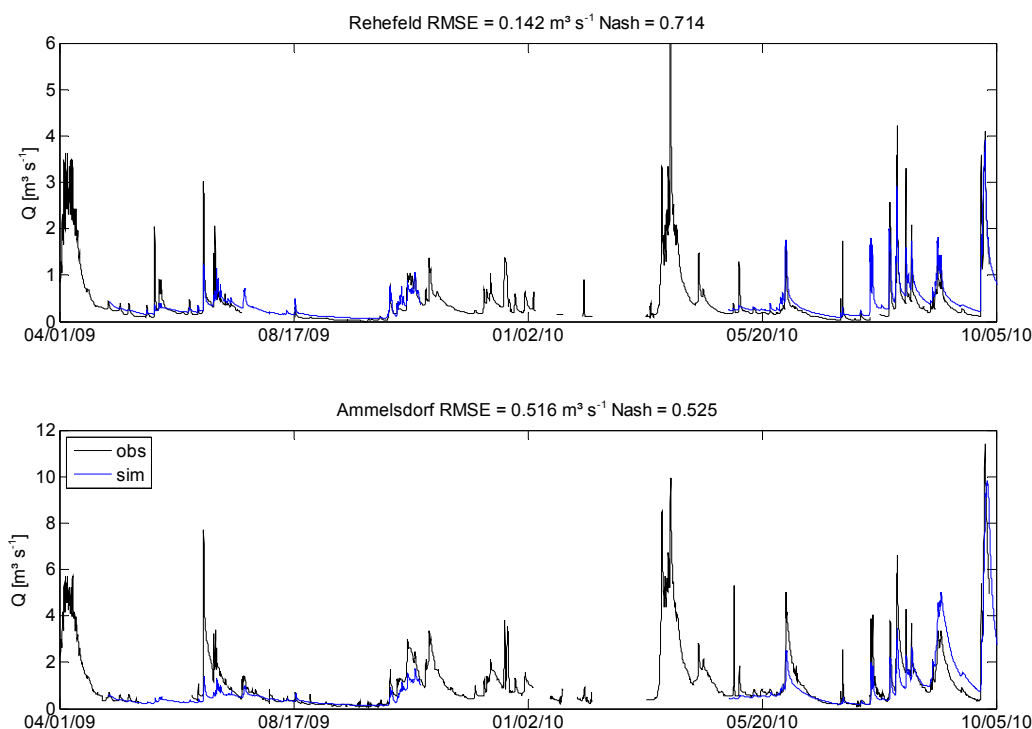 Rehefeld RMSE = 0.142 m³ s⁻¹ Nash = 0.714
6
5
4
3
2
1
0
Q [m³ s⁻¹]
04/01/09 08/17/09 01/02/10 05/20/10 10/05/10
Ammelsdorf RMSE = 0.516 m³ s⁻¹ Nash = 0.525
12
10
8
6
4
2
0
Q [m³ s⁻¹]
obs
sim
04/01/09 08/17/09 01/02/10 05/20/10 10/05/10